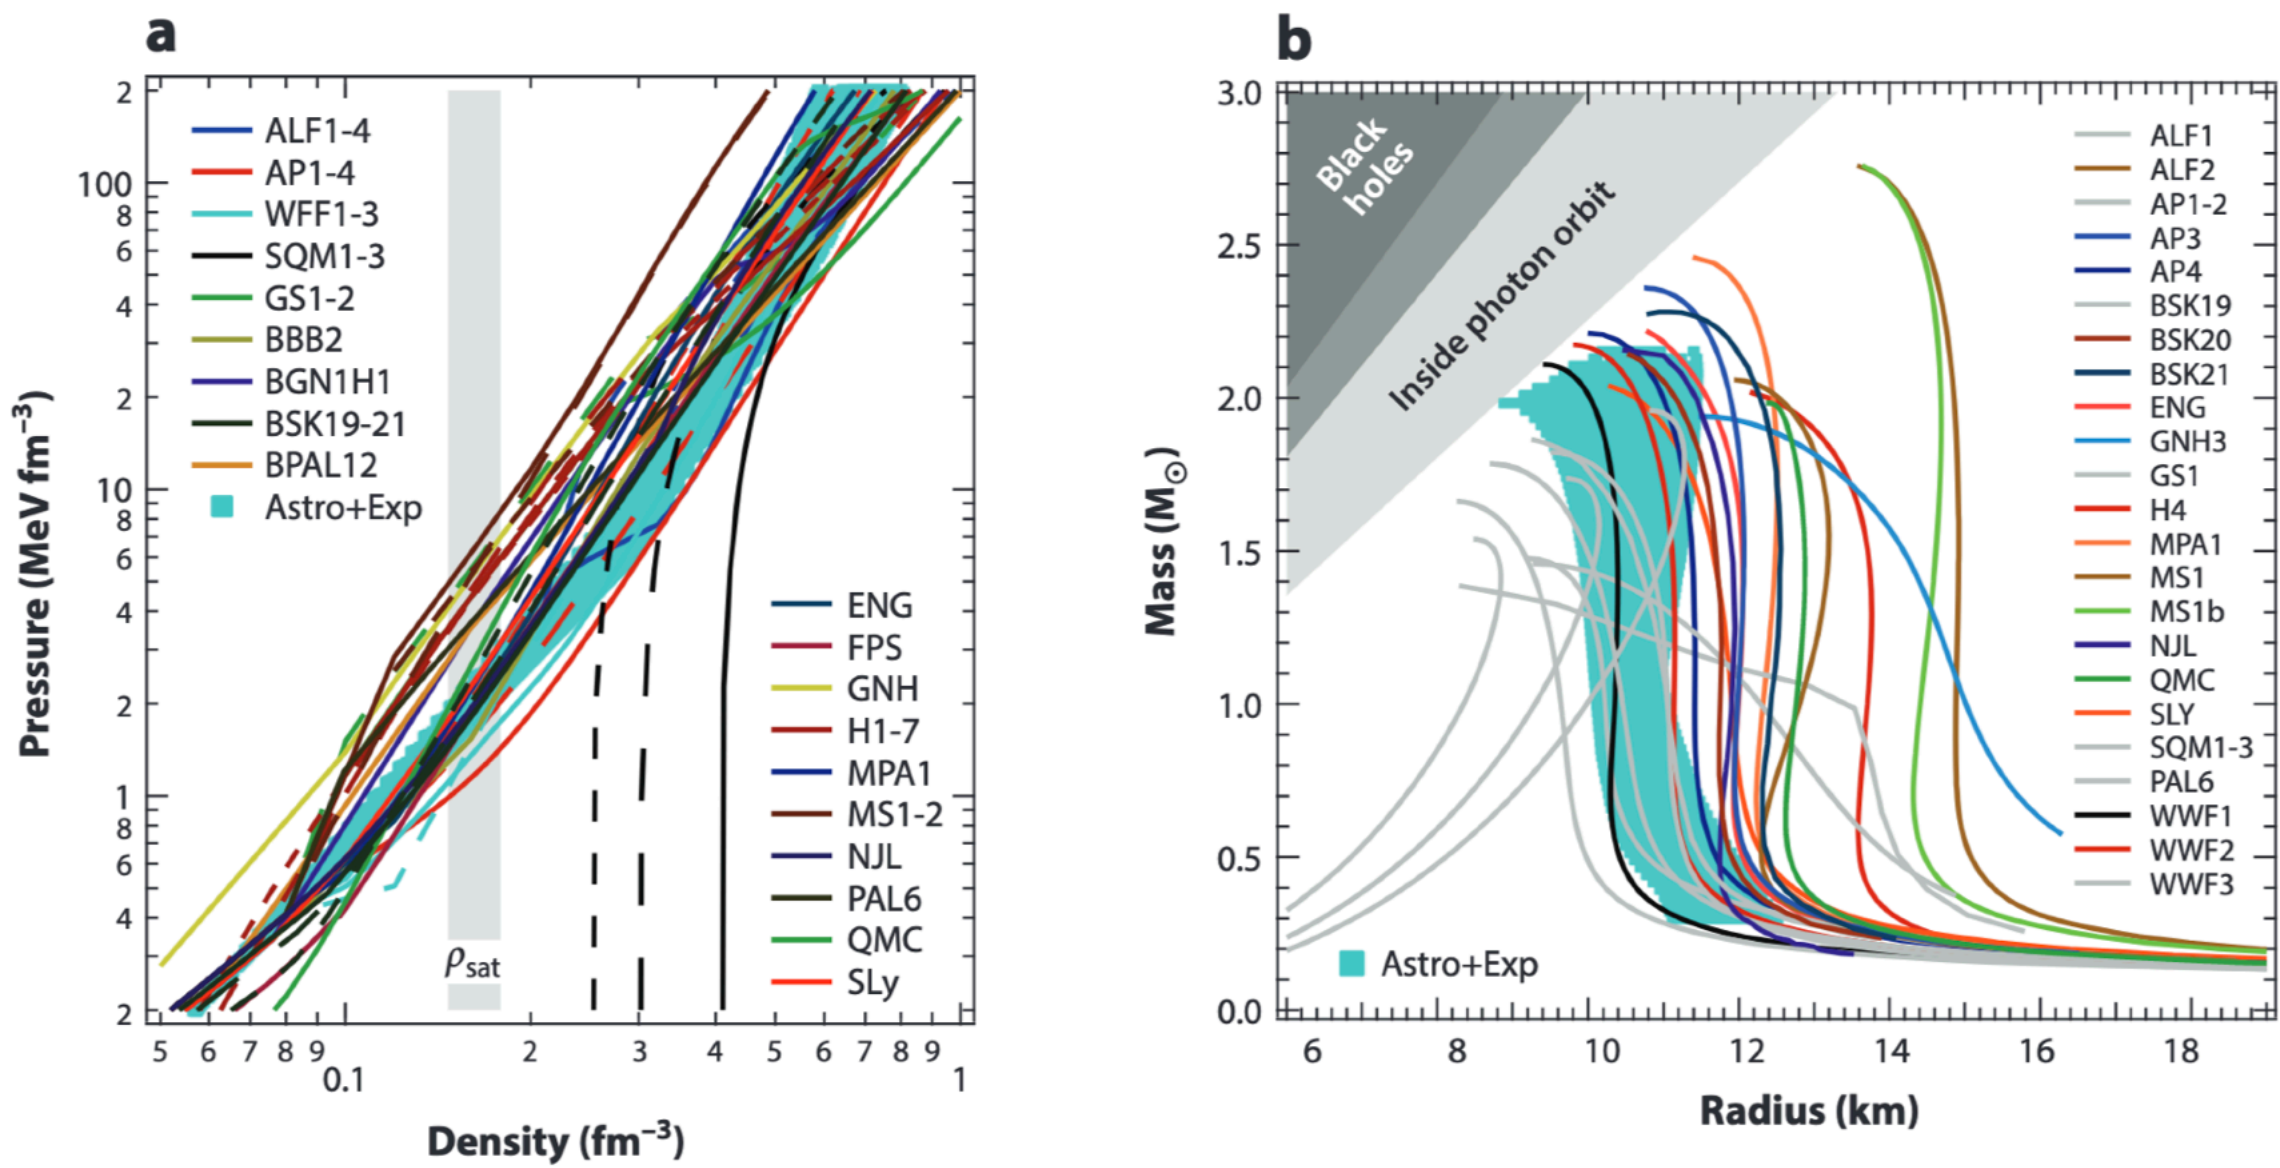 a
Pressure (MeV fm⁻³)
2
100
8
6
4
2
10
8
6
4
2
1
8
6
4
2
ALF1-4
AP1-4
WFF1-3
SQM1-3
GS1-2
BBB2
BGN1H1
BSK19-21
BPAL12
Astro+Exp
ENG
FPS
GNH
H1-7
MPA1
MS1-2
NJL
PAL6
QMC
SLy
ρsat
5 6 7 8 9 2 3 4 5 6 7 8 9
0.1 1
Density (fm⁻³)
b
Mass (M⊙)
3.0
2.5
2.0
1.5
1.0
0.5
0.0
Black
holes
Inside photon orbit
ALF1
ALF2
AP1-2
AP3
AP4
BSK19
BSK20
BSK21
ENG
GNH3
GS1
H4
MPA1
MS1
MS1b
NJL
QMC
SLY
SQM1-3
PAL6
WWF1
WWF2
WWF3
Astro+Exp
6 8 10 12 14 16 18
Radius (km)